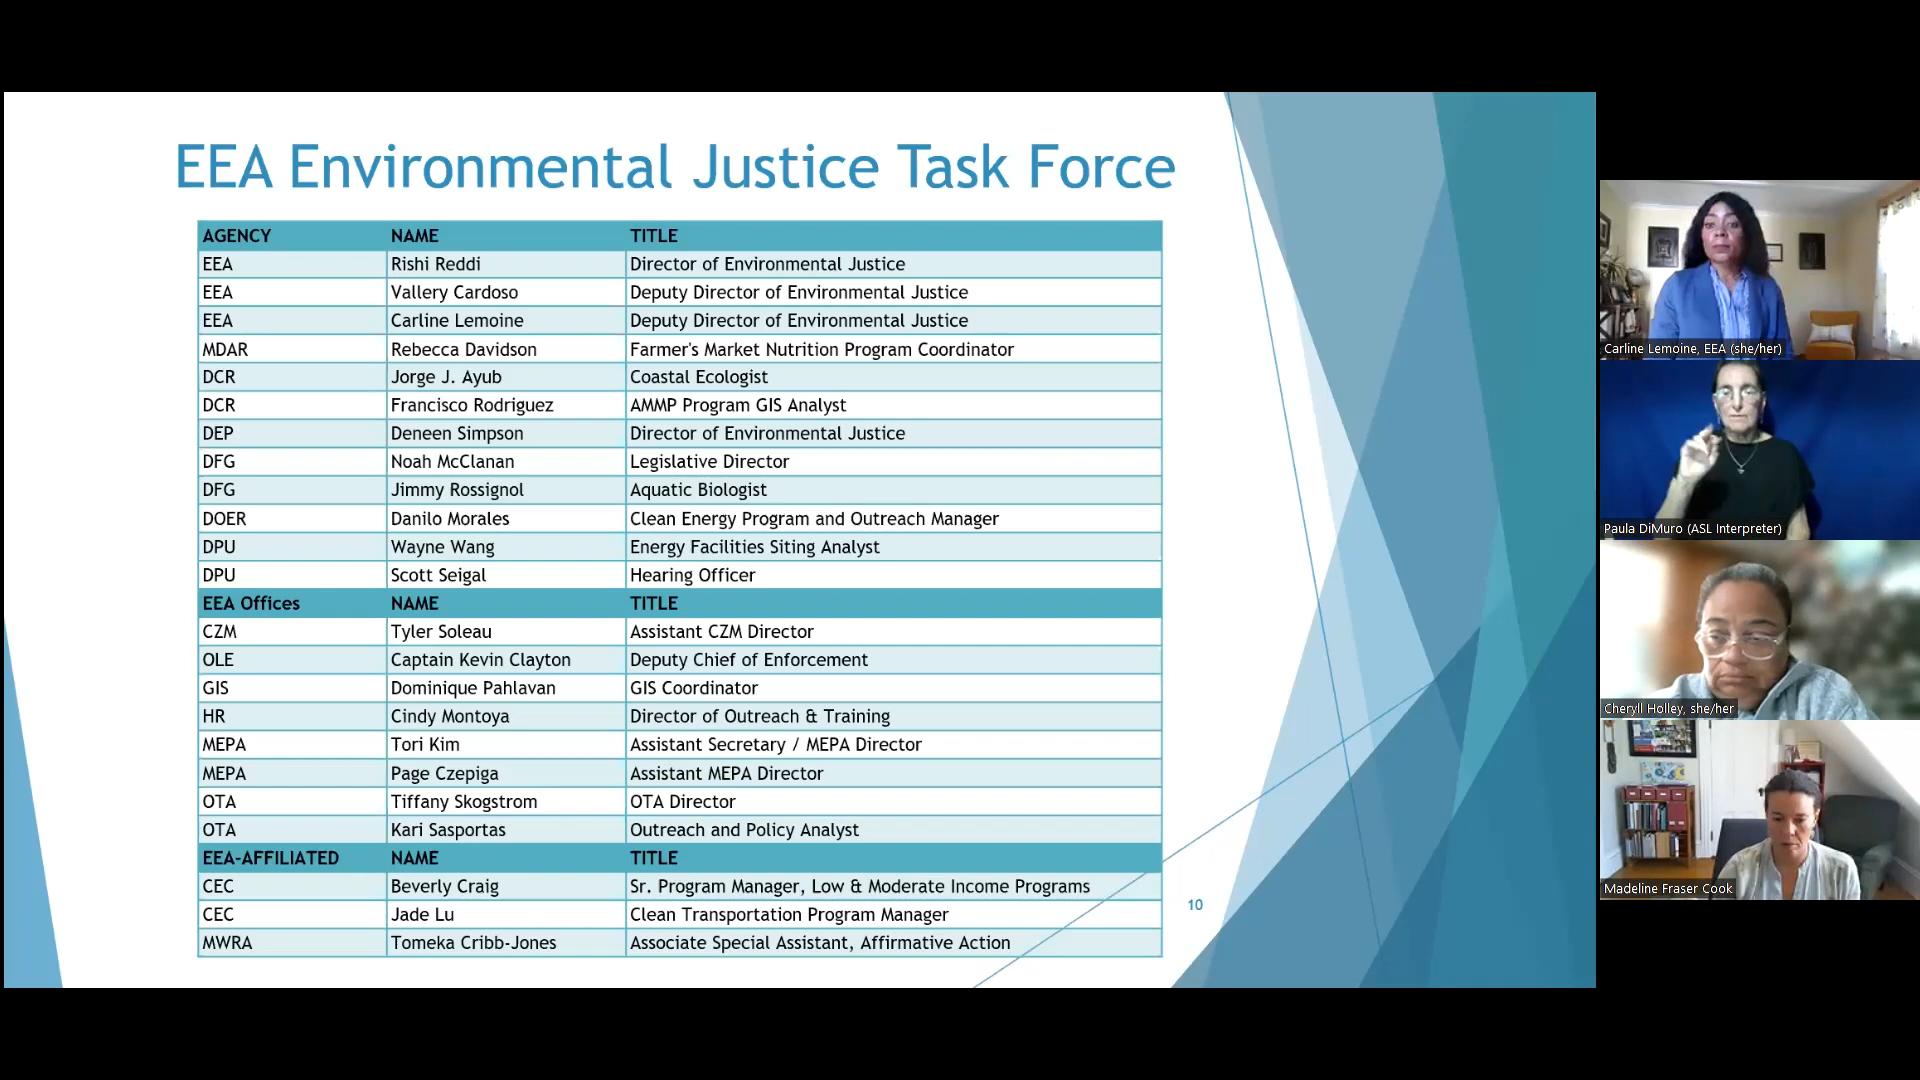 EEA Environmental Justice Task Force
AGENCY NAME TITLE
EEA Rishi Reddi Director of Environmental Justice
EEA Vallery Cardoso Deputy Director of Environmental Justice
EEA Carline Lemoine Deputy Director of Environmental Justice
MDAR Rebecca Davidson Farmer's Market Nutrition Program Coordinator
DCR Jorge J. Ayub Coastal Ecologist
DCR Francisco Rodriguez AMMP Program GIS Analyst
DEP Deneen Simpson Director of Environmental Justice
DFG Noah McClanan Legislative Director
DFG Jimmy Rossignol Aquatic Biologist
DOER Danilo Morales Clean Energy Program and Outreach Manager
DPU Wayne Wang Energy Facilities Siting Analyst
DPU Scott Seigal Hearing Officer
EEA Offices NAME TITLE
CZM Tyler Soleau Assistant CZM Director
OLE Captain Kevin Clayton Deputy Chief of Enforcement
GIS Dominique Pahlavan GIS Coordinator
HR Cindy Montoya Director of Outreach & Training
MEPA Tori Kim Assistant Secretary / MEPA Director
MEPA Page Czepiga Assistant MEPA Director
OTA Tiffany Skogstrom OTA Director
OTA Kari Sasportas Outreach and Policy Analyst
EEA-AFFILIATED NAME TITLE
CEC Beverly Craig Sr. Program Manager, Low & Moderate Income Programs
CEC Jade Lu Clean Transportation Program Manager
MWRA Tomeka Cribb-Jones Associate Special Assistant, Affirmative Action
10
Carline Lemoine, EEA (she/her)
Paula DiMuro (ASL Interpreter)
Cheryll Holley, she/her
Madeline Fraser Cook